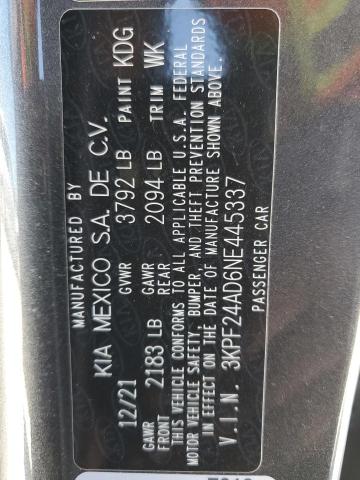 MANUFACTURED BY
KIA MEXICO S.A. DE C.V.
12/21 GVWR 3792 LB PAINT KDG
GAWR FRONT 2183 LB GAWR REAR 2094 LB TRIM WK
THIS VEHICLE CONFORMS TO ALL APPLICABLE U.S.A. FEDERAL
MOTOR VEHICLE SAFETY, BUMPER, AND THEFT PREVENTION STANDARDS
IN EFFECT ON THE DATE OF MANUFACTURE SHOWN ABOVE.
V.I.N. 3KPF24AD6NE445337
PASSENGER CAR